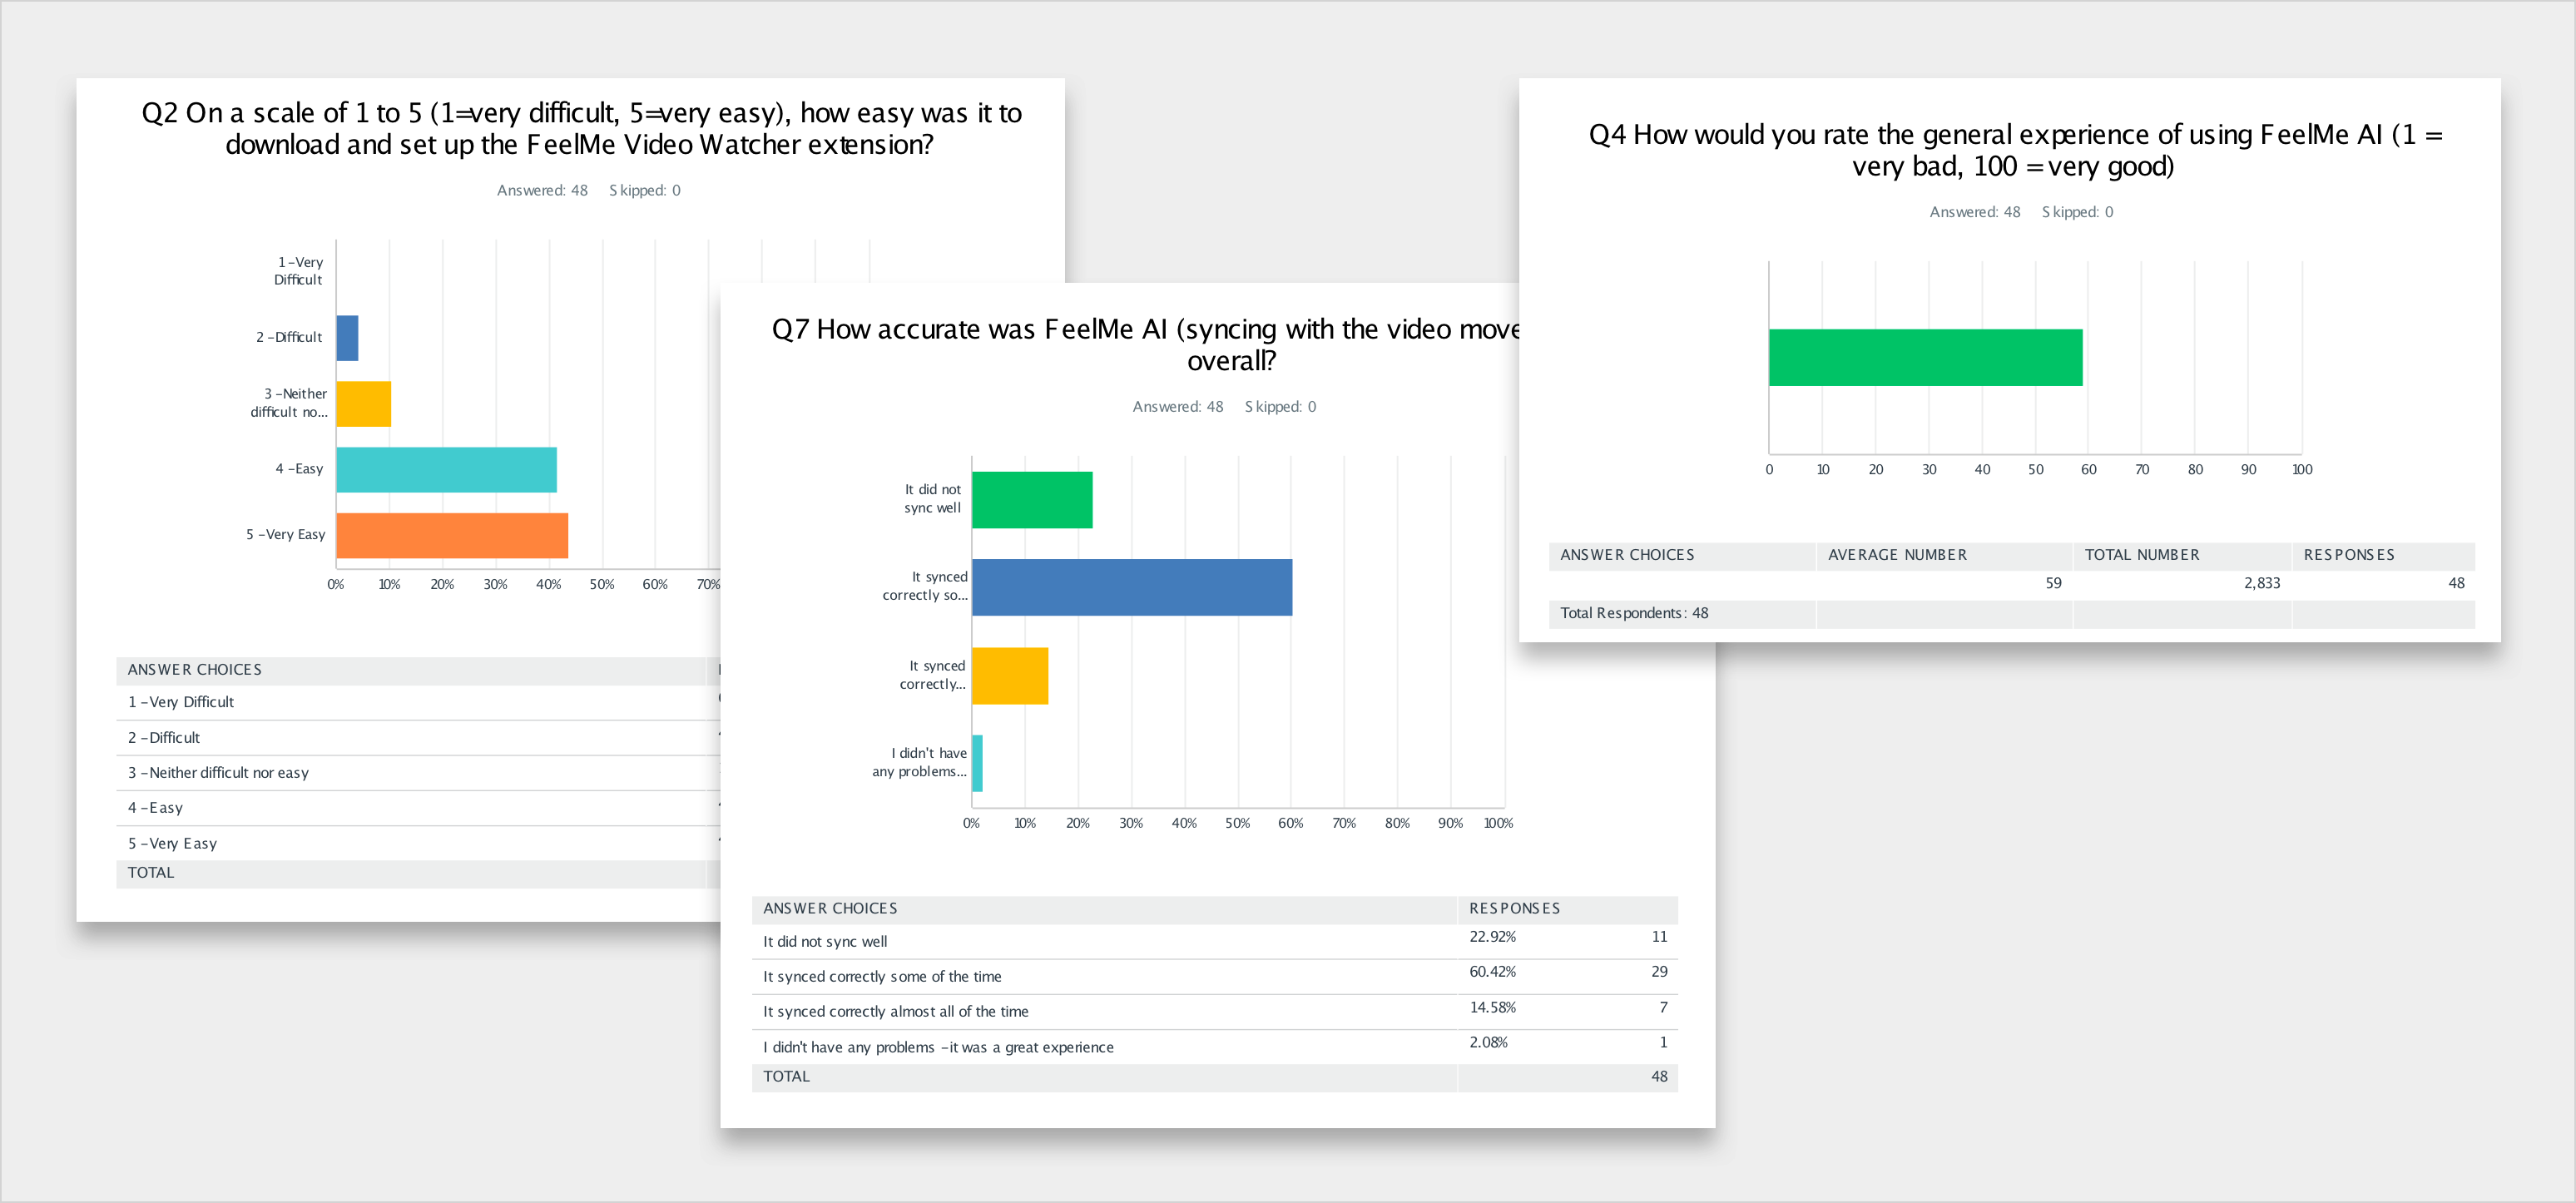 Q2 On a scale of 1 to 5 (1=very difficult, 5=very easy), how easy was it to
download and set up the FeelMe Video Watcher extension?
Answered: 48 Skipped: 0
1 –Very
Difficult
2 –Difficult
3 –Neither
difficult no...
4 –Easy
5 –Very Easy
0% 10% 20% 30% 40% 50% 60% 70%
ANSWER CHOICES
1 –Very Difficult
2 –Difficult
3 –Neither difficult nor easy
4 –Easy
5 –Very Easy
TOTAL
Q7 How accurate was FeelMe AI (syncing with the video move
overall?
Answered: 48 Skipped: 0
It did not
sync well
It synced
correctly so...
It synced
correctly...
I didn't have
any problems...
0% 10% 20% 30% 40% 50% 60% 70% 80% 90% 100%
ANSWER CHOICES RESPONSES
It did not sync well 22.92% 11
It synced correctly some of the time 60.42% 29
It synced correctly almost all of the time 14.58% 7
I didn't have any problems –it was a great experience 2.08% 1
TOTAL 48
Q4 How would you rate the general experience of using FeelMe AI (1 =
very bad, 100 = very good)
Answered: 48 Skipped: 0
0 10 20 30 40 50 60 70 80 90 100
ANSWER CHOICES AVERAGE NUMBER TOTAL NUMBER RESPONSES
59 2,833 48
Total Respondents: 48